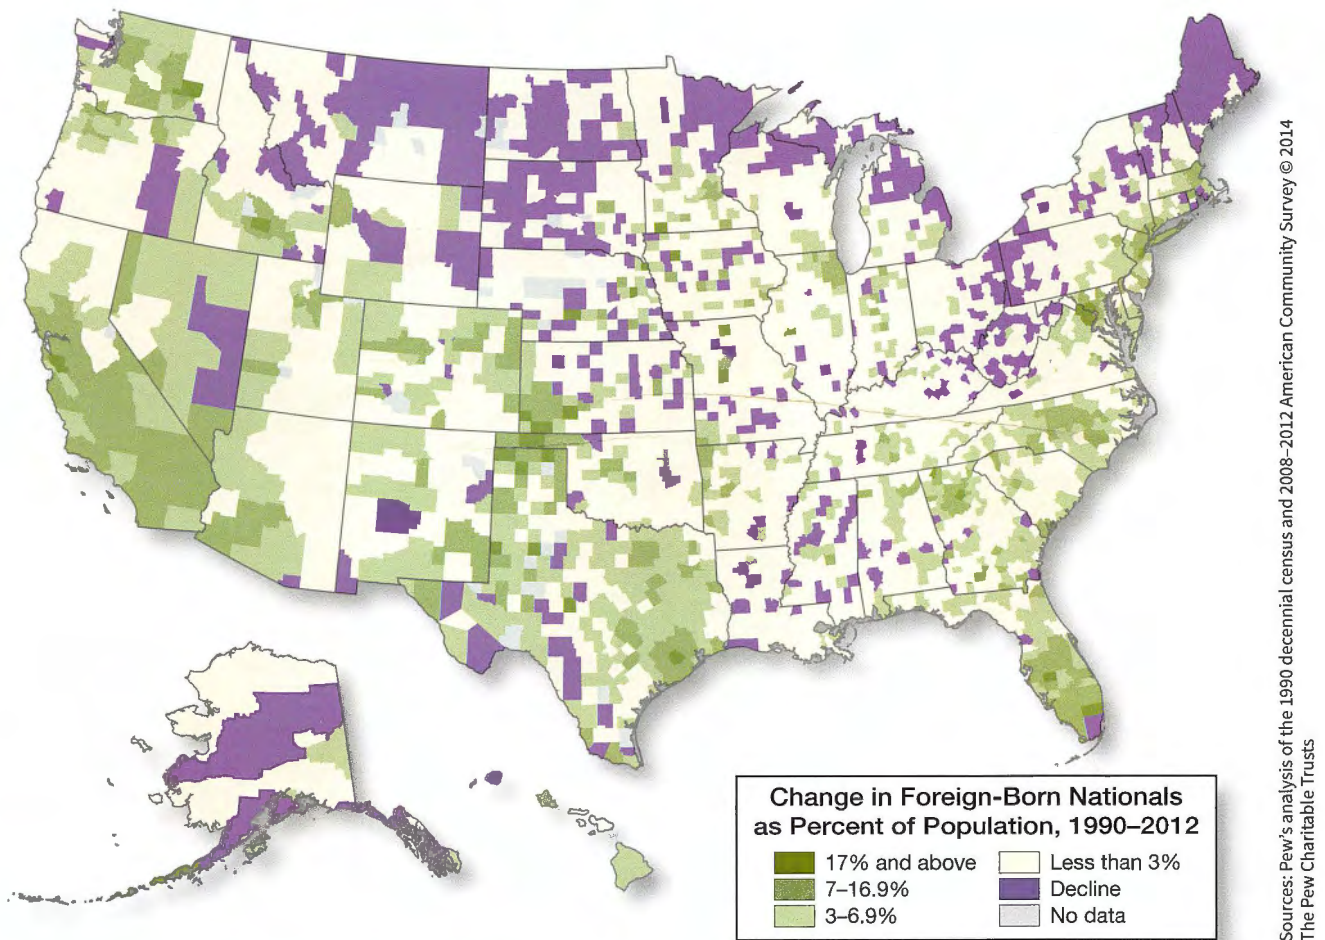 Change in Foreign-Born Nationals
as Percent of Population, 1990–2012
17% and above
7–16.9%
3–6.9%
Less than 3%
Decline
No data
Sources: Pew's analysis of the 1990 decennial census and 2008–2012 American Community Survey © 2014
The Pew Charitable Trusts